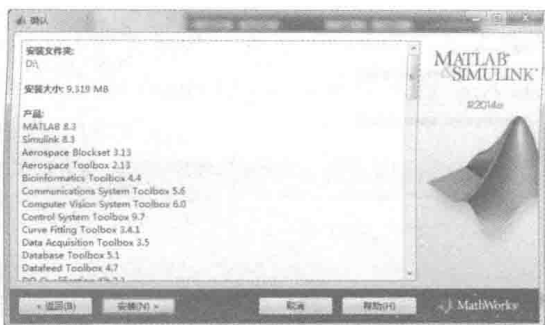 确认
安装文件夹:
D:\
安装大小: 9,319 MB
产品:
MATLAB 8.3
Simulink 8.3
Aerospace Blockset 3.13
Aerospace Toolbox 2.13
Bioinformatics Toolbox 4.4
Communications System Toolbox 5.6
Computer Vision System Toolbox 6.0
Control System Toolbox 9.7
Curve Fitting Toolbox 3.4.1
Data Acquisition Toolbox 3.5
Database Toolbox 5.1
Datafeed Toolbox 4.7
MATLAB®
SIMULINK®
R2014a
< 返回(B)
安装(N) >
取消
帮助(H)
MathWorks